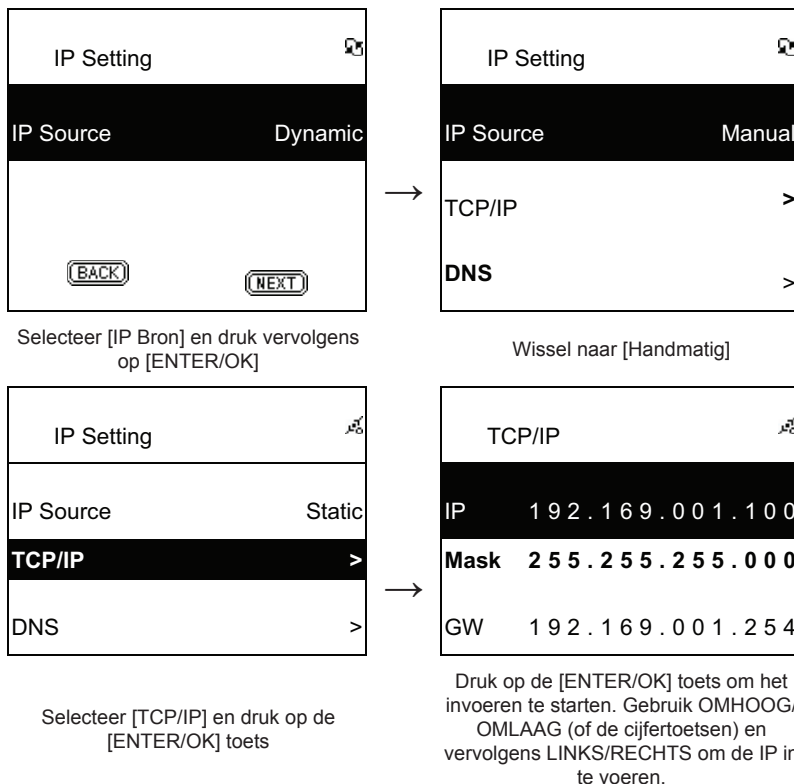 IP Setting
IP Source Dynamic
BACK NEXT
Selecteer [IP Bron] en druk vervolgens
op [ENTER/OK]
→
IP Setting
IP Source Manual
TCP/IP >
DNS >
Wissel naar [Handmatig]
IP Setting
IP Source Static
TCP/IP >
DNS >
Selecteer [TCP/IP] en druk op de
[ENTER/OK] toets
→
TCP/IP
IP 192.169.001.100
Mask 255.255.255.000
GW 192.169.001.254
Druk op de [ENTER/OK] toets om het
invoeren te starten. Gebruik OMHOOG/
OMLAAG (of de cijfertoetsen) en
vervolgens LINKS/RECHTS om de IP in
te voeren.